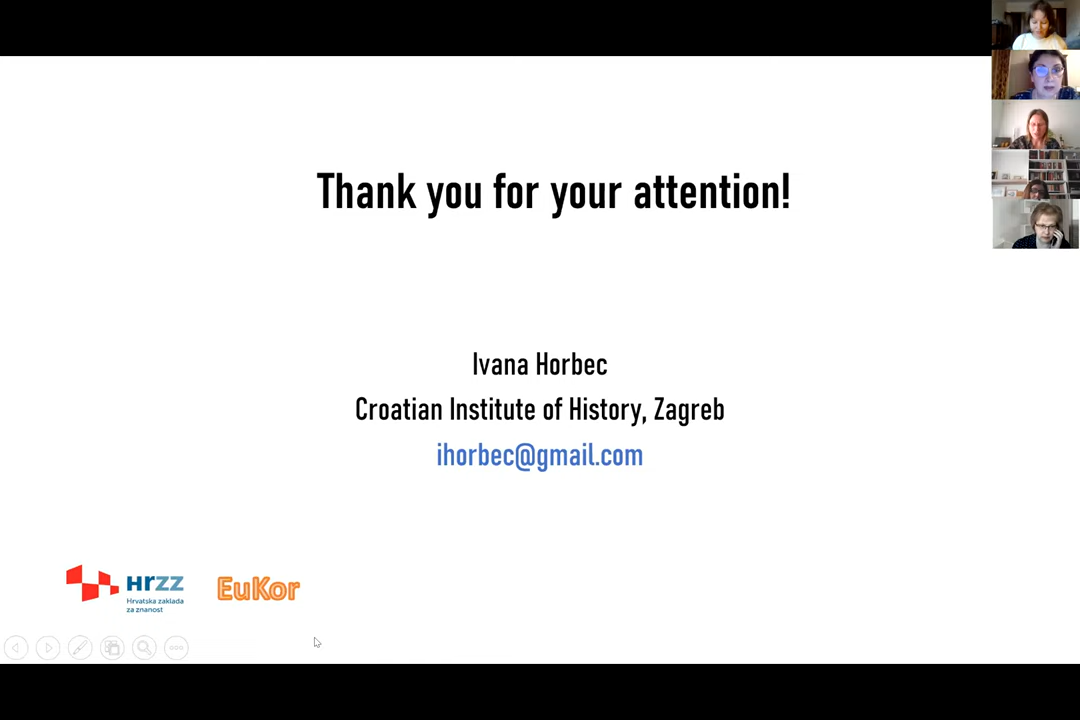 Thank you for your attention!
Ivana Horbec
Croatian Institute of History, Zagreb
ihorbec@gmail.com
HRZZ
Hrvatska zaklada
za znanost
EuKor